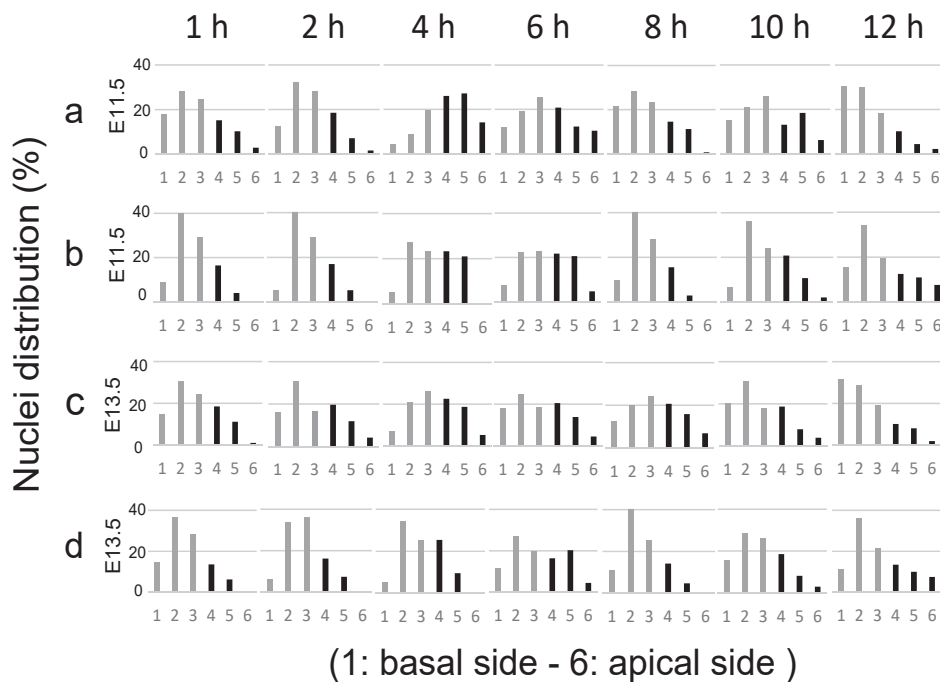 1 h 2 h 4 h 6 h 8 h 10 h 12 h
Nuclei distribution (%)
a
E11.5
40
20
0
1 2 3 4 5 6 1 2 3 4 5 6 1 2 3 4 5 6 1 2 3 4 5 6 1 2 3 4 5 6 1 2 3 4 5 6 1 2 3 4 5 6
b
E11.5
40
20
0
1 2 3 4 5 6 1 2 3 4 5 6 1 2 3 4 5 6 1 2 3 4 5 6 1 2 3 4 5 6 1 2 3 4 5 6 1 2 3 4 5 6
c
E13.5
40
20
0
1 2 3 4 5 6 1 2 3 4 5 6 1 2 3 4 5 6 1 2 3 4 5 6 1 2 3 4 5 6 1 2 3 4 5 6 1 2 3 4 5 6
d
E13.5
40
20
0
1 2 3 4 5 6 1 2 3 4 5 6 1 2 3 4 5 6 1 2 3 4 5 6 1 2 3 4 5 6 1 2 3 4 5 6 1 2 3 4 5 6
(1: basal side - 6: apical side )